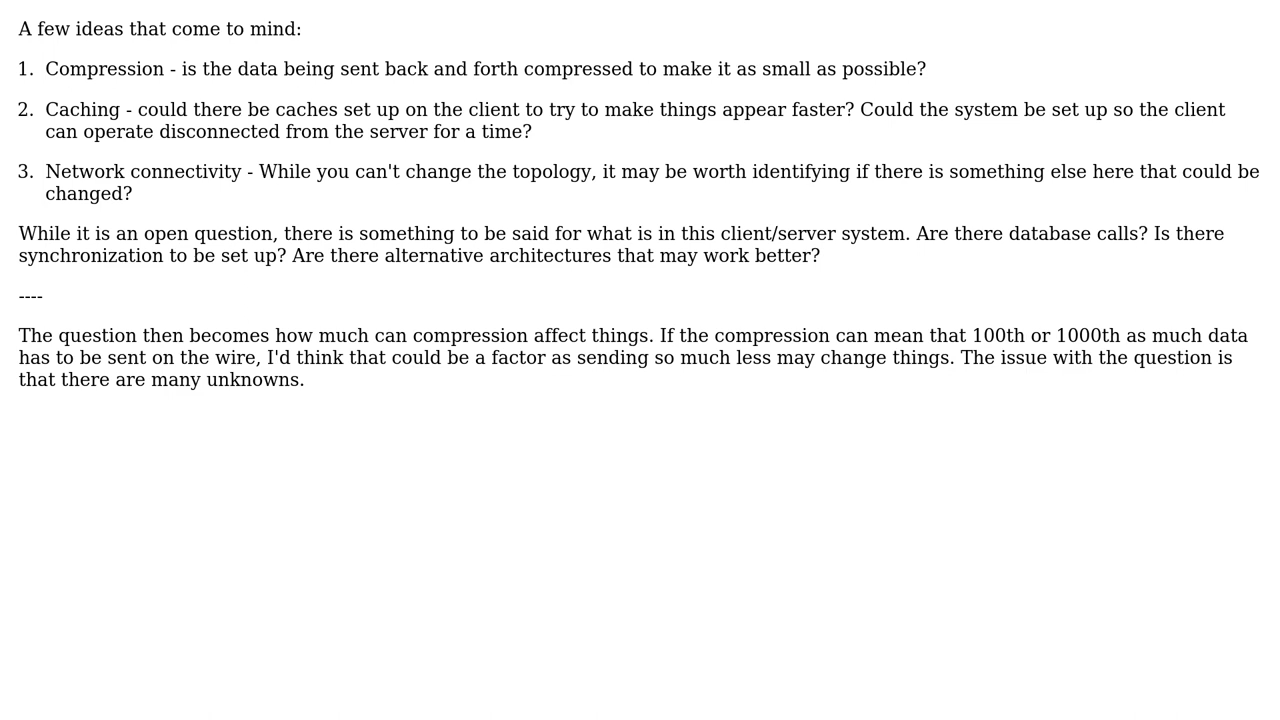 A few ideas that come to mind:
1. Compression - is the data being sent back and forth compressed to make it as small as possible?
2. Caching - could there be caches set up on the client to try to make things appear faster? Could the system be set up so the client
can operate disconnected from the server for a time?
3. Network connectivity - While you can't change the topology, it may be worth identifying if there is something else here that could be
changed?
While it is an open question, there is something to be said for what is in this client/server system. Are there database calls? Is there
synchronization to be set up? Are there alternative architectures that may work better?
----
The question then becomes how much can compression affect things. If the compression can mean that 100th or 1000th as much data
has to be sent on the wire, I'd think that could be a factor as sending so much less may change things. The issue with the question is
that there are many unknowns.